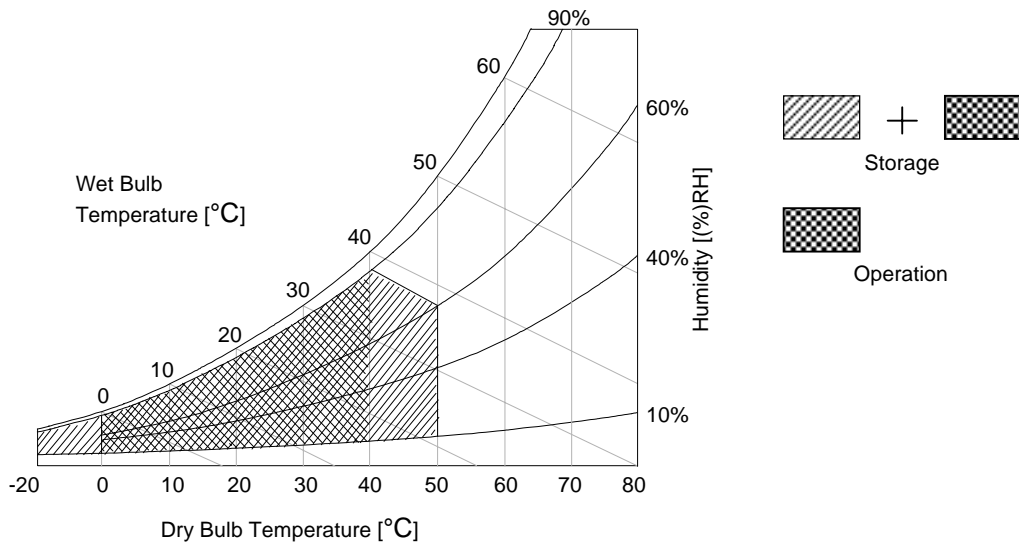 90%
60
60%
50
Wet Bulb
Temperature [°C]
40
40%
30
20
10
0
10%
Humidity [(%)RH]
-20 0 10 20 30 40 50 60 70 80
Dry Bulb Temperature [°C]
+
Storage
Operation